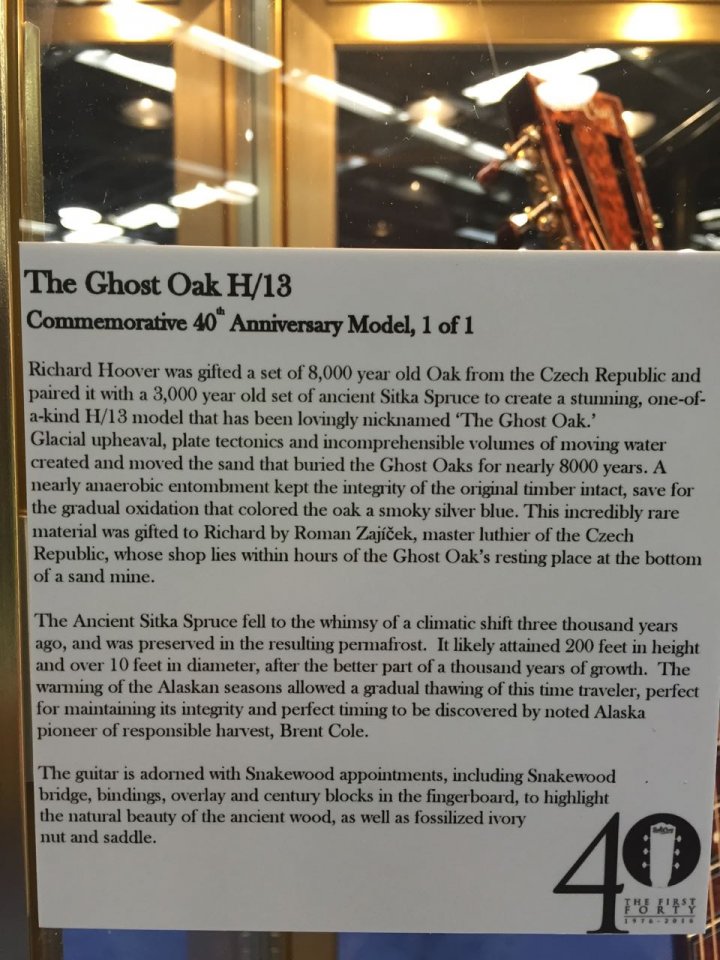 The Ghost Oak H/13
Commemorative 40th Anniversary Model, 1 of 1
Richard Hoover was gifted a set of 8,000 year old Oak from the Czech Republic and
paired it with a 3,000 year old set of ancient Sitka Spruce to create a stunning, one-of-
a-kind H/13 model that has been lovingly nicknamed ‘The Ghost Oak.’
Glacial upheaval, plate tectonics and incomprehensible volumes of moving water
created and moved the sand that buried the Ghost Oaks for nearly 8000 years. A
nearly anaerobic entombment kept the integrity of the original timber intact, save for
the gradual oxidation that colored the oak a smoky silver blue. This incredibly rare
material was gifted to Richard by Roman Zajíček, master luthier of the Czech
Republic, whose shop lies within hours of the Ghost Oak’s resting place at the bottom
of a sand mine.
The Ancient Sitka Spruce fell to the whimsy of a climatic shift three thousand years
ago, and was preserved in the resulting permafrost. It likely attained 200 feet in height
and over 10 feet in diameter, after the better part of a thousand years of growth. The
warming of the Alaskan seasons allowed a gradual thawing of this time traveler, perfect
for maintaining its integrity and perfect timing to be discovered by noted Alaska
pioneer of responsible harvest, Brent Cole.
The guitar is adorned with Snakewood appointments, including Snakewood
bridge, bindings, overlay and century blocks in the fingerboard, to highlight
the natural beauty of the ancient wood, as well as fossilized ivory
nut and saddle.
40
THE FIRST
FORTY
1976-2016